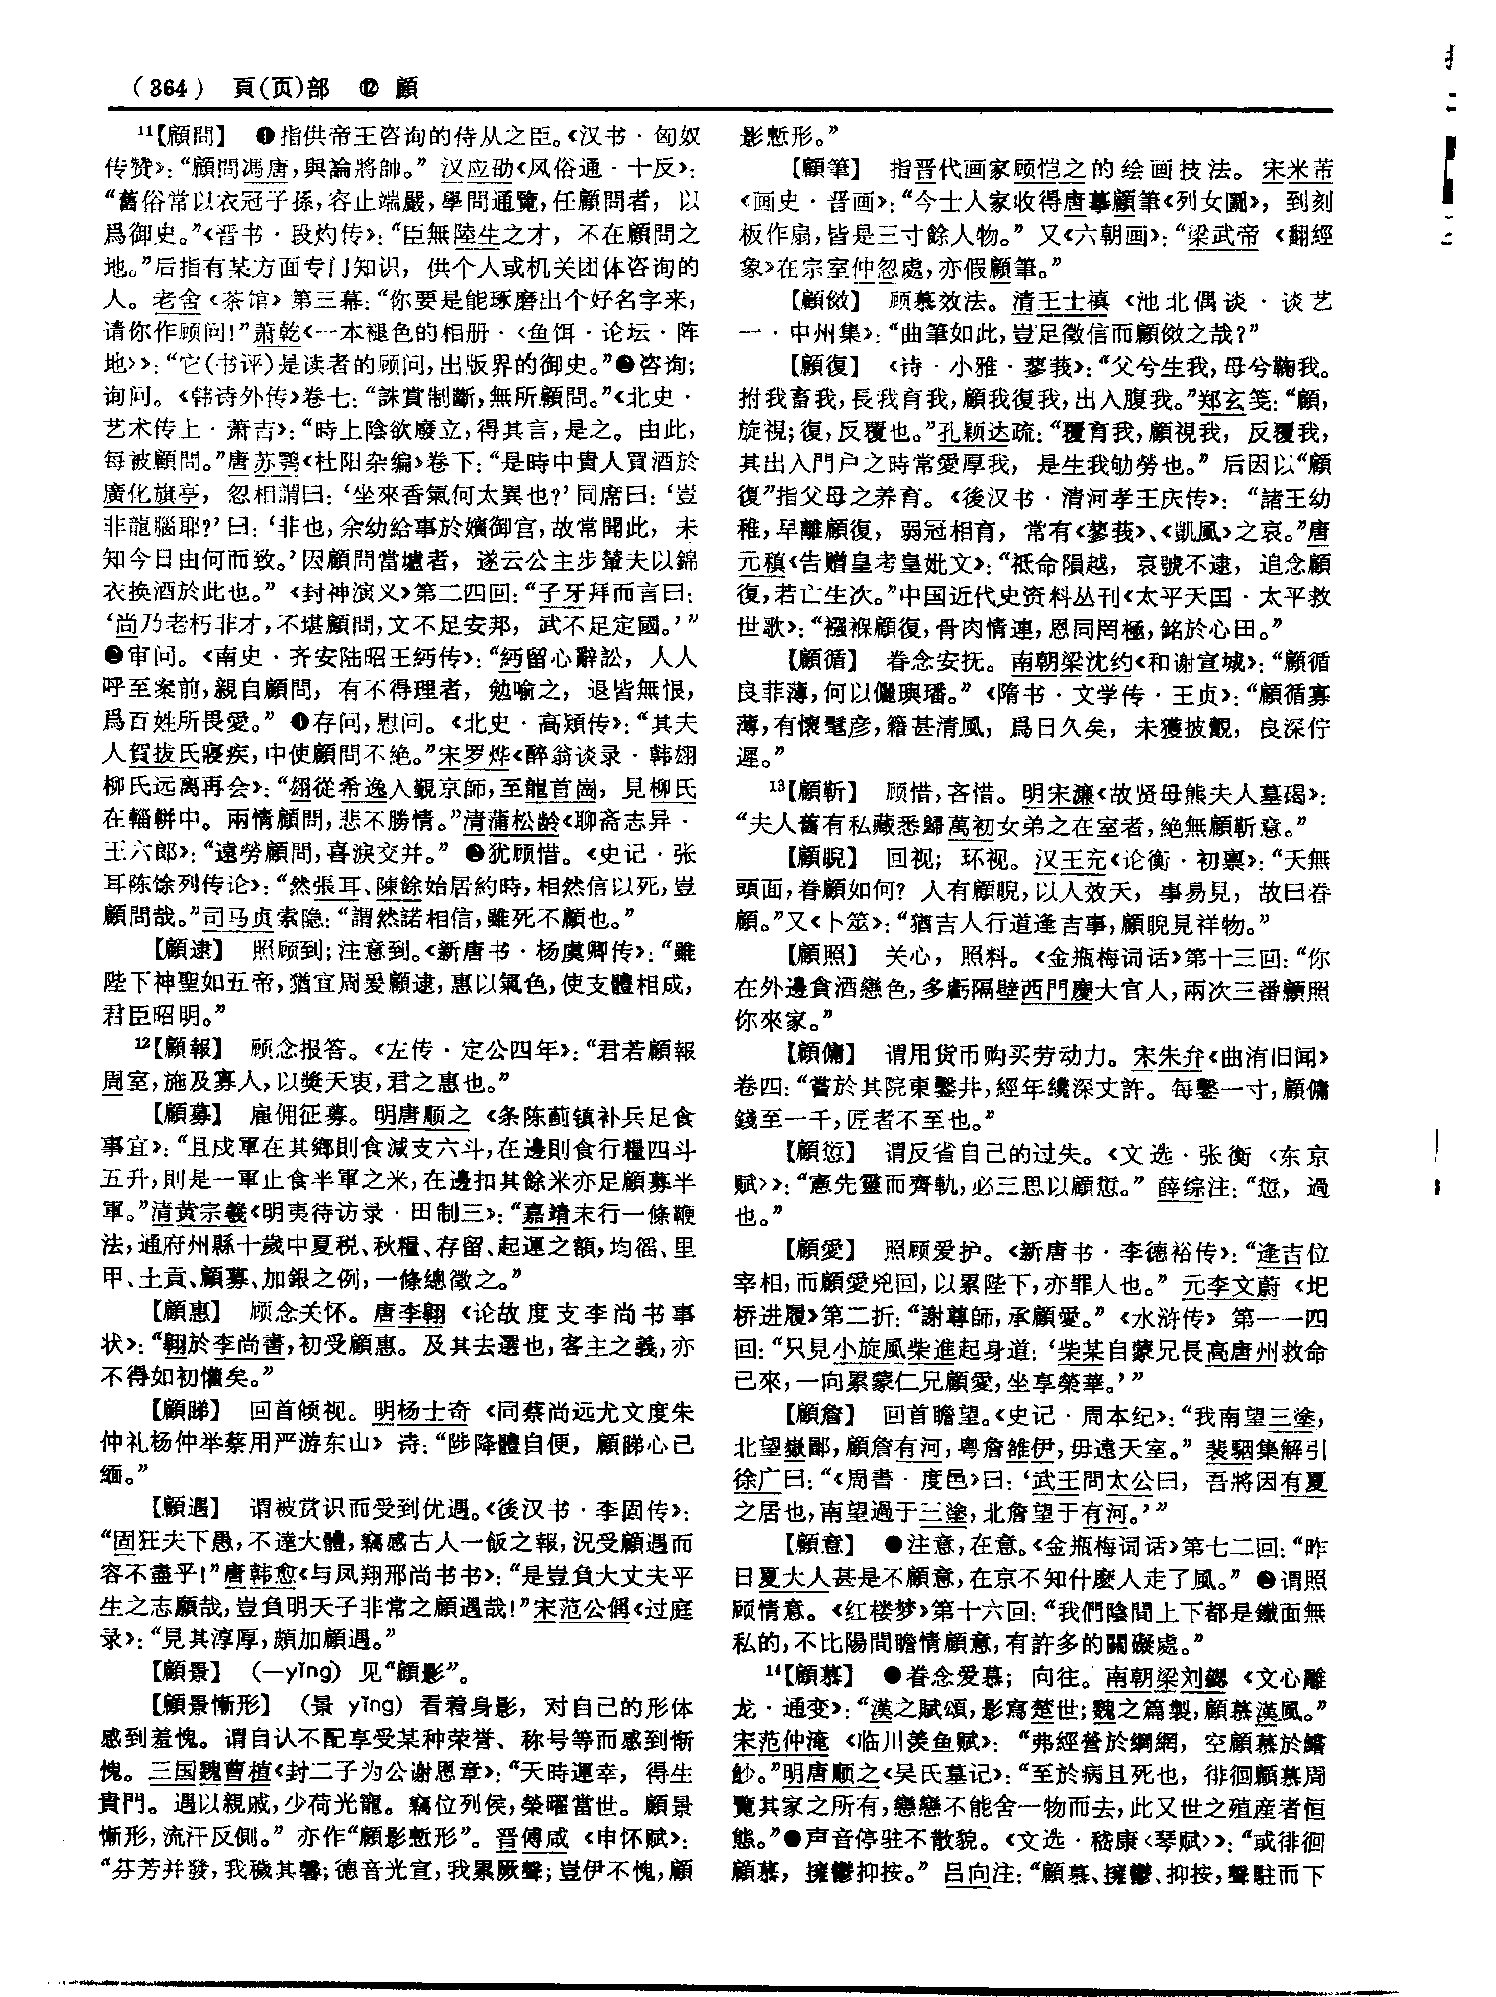 （364） 頁(页)部 ⑫ 顧
¹¹【顧問】 ❶指供帝王咨询的侍从之臣。《汉书·匈奴
传赞》：“顧問馮唐，與論將帥。” 汉应劭《风俗通·十反》：
“舊俗常以衣冠子孫，容止端嚴，學問通覽，任顧問者，以
爲御史。”《晋书·段灼传》：“臣無陸生之才，不在顧問之
地。”后指有某方面专门知识，供个人或机关团体咨询的
人。老舍《茶馆》第三幕：“你要是能琢磨出个好名字来，
请你作顾问！”萧乾《一本褪色的相册·〈鱼饵·论坛·阵
地〉》：“它(书评)是读者的顾问，出版界的御史。”❷咨询；
询问。《韩诗外传》卷七：“誅賞制斷，無所顧問。”《北史·
艺术传上·萧吉》：“時上陰欲廢立，得其言，是之。由此，
每被顧問。”唐苏鹗《杜阳杂编》卷下：“是時中貴人買酒於
廣化旗亭，忽相謂曰：‘坐來香氣何太異也？’同席曰：‘豈
非龍腦耶？’曰：‘非也，余幼給事於嬪御宫，故常聞此，未
知今日由何而致。’因顧問當壚者，遂云公主步輦夫以錦
衣换酒於此也。”《封神演义》第二四回：“子牙拜而言曰：
‘尚乃老朽非才，不堪顧問，文不足安邦，武不足定國。’”
❸审问。《南史·齐安陆昭王緬传》：“緬留心辭訟，人人
呼至案前，親自顧問，有不得理者，勉喻之，退皆無恨，
爲百姓所畏愛。” ❹存问，慰问。《北史·高熲传》：“其夫
人賀拔氏寢疾，中使顧問不絶。”宋罗烨《醉翁谈录·韩翃
柳氏远离再会》：“翃從希逸入覲京師，至龍首崗，見柳氏
在輜軿中。兩情顧問，悲不勝情。”清蒲松龄《聊斋志异·
王六郎》：“遠勞顧問，喜淚交并。” ❺犹顾惜。《史记·张
耳陈馀列传论》：“然張耳、陳餘始居約時，相然信以死，豈
顧問哉。”司马贞索隐：“謂然諾相信，雖死不顧也。”
【顧逮】 照顾到；注意到。《新唐书·杨虞卿传》：“雖
陛下神聖如五帝，猶宜周爰顧逮，惠以氣色，使支體相成，
君臣昭明。”
¹²【顧報】 顾念报答。《左传·定公四年》：“君若顧報
周室，施及寡人，以獎天衷，君之惠也。”
【顧募】 雇佣征募。明唐顺之《条陈蓟镇补兵足食
事宜》：“且戍軍在其鄉則食減支六斗，在邊則食行糧四斗
五升，則是一軍止食半軍之米，在邊扣其餘米亦足顧募半
軍。”清黄宗羲《明夷待访录·田制三》：“嘉靖末行一條鞭
法，通府州縣十歲中夏税、秋糧、存留、起運之額，均徭、里
甲、土貢、顧募、加銀之例，一條總徵之。”
【顧惠】 顾念关怀。唐李翱《论故度支李尚书事
状》：“翱於李尚書，初受顧惠。及其去選也，客主之義，亦
不得如初懽矣。”
【顧睇】 回首倾视。明杨士奇《同蔡尚远尤文度朱
仲礼杨仲举蔡用严游东山》诗：“陟降體自便，顧睇心已
缅。”
【顧遇】 谓被赏识而受到优遇。《後汉书·李固传》：
“固狂夫下愚，不達大體，竊感古人一飯之報，況受顧遇而
容不盡乎！”唐韩愈《与凤翔邢尚书书》：“是豈負大丈夫平
生之志願哉，豈負明天子非常之顧遇哉！”宋范公偁《过庭
录》：“見其淳厚，頗加顧遇。”
【顧景】 （—yǐng）见“顧影”。
【顧景慚形】（景 yǐng）看着身影，对自己的形体
感到羞愧。谓自认不配享受某种荣誉、称号等而感到惭
愧。三国魏曹植《封二子为公谢恩章》：“天時運幸，得生
貴門。遇以親戚，少荷光寵。竊位列侯，榮曜當世。顧景
慚形，流汗反側。” 亦作“顧影慙形”。晋傅咸《申怀赋》：
“芬芳并發，我穢其馨；德音光宣，我累厥聲；豈伊不愧，顧
影慙形。”
【顧筆】 指晋代画家顾恺之的绘画技法。宋米芾
《画史·晋画》：“今士人家收得唐摹顧筆《列女圖》，到刻
板作扇，皆是三寸餘人物。” 又《六朝画》：“梁武帝《翻經
象》在宗室仲忽處，亦假顧筆。”
【顧傚】 顾慕效法。清王士禛《池北偶谈·谈艺
一·中州集》：“曲筆如此，豈足徵信而顧傚之哉？”
【顧復】 《诗·小雅·蓼莪》：“父兮生我，母兮鞠我。
拊我畜我，長我育我，顧我復我，出入腹我。”郑玄笺：“顧，
旋視；復，反覆也。”孔颖达疏：“覆育我，顧視我，反覆我，
其出入門户之時常愛厚我，是生我劬勞也。” 后因以“顧
復”指父母之养育。《後汉书·清河孝王庆传》：“諸王幼
稚，早離顧復，弱冠相育，常有《蓼莪》、《凱風》之哀。”唐
元稹《告赠皇考皇妣文》：“祗命隕越，哀號不逮，追念顧
復，若亡生次。”中国近代史资料丛刊《太平天国·太平救
世歌》：“襁褓顧復，骨肉情連，恩同罔極，銘於心田。”
【顧循】 眷念安抚。南朝梁沈约《和谢宣城》：“顧循
良菲薄，何以儷璵璠。”《隋书·文学传·王贞》：“顧循寡
薄，有懷髦彦，籍甚清風，爲日久矣，未獲披覿，良深佇
遲。”
¹³【顧靳】 顾惜，吝惜。明宋濂《故贤母熊夫人墓碣》：
“夫人舊有私藏悉歸萬初女弟之在室者，絶無顧靳意。”
【顧睨】 回视；环视。汉王充《论衡·初禀》：“天無
頭面，眷顧如何？人有顧睨，以人效天，事易見，故曰眷
顧。”又《卜筮》：“猶吉人行道逢吉事，顧睨見祥物。”
【顧照】 关心，照料。《金瓶梅词话》第十三回：“你
在外邊貪酒戀色，多虧隔壁西門慶大官人，兩次三番顧照
你來家。”
【顧傭】 谓用货币购买劳动力。宋朱弁《曲洧旧闻》
卷四：“嘗於其院東鑿井，經年纔深丈許。每鑿一寸，顧傭
錢至一千，匠者不至也。”
【顧愆】 谓反省自己的过失。《文选·张衡〈东京
赋〉》：“憲先靈而齊軌，必三思以顧愆。” 薛综注：“愆，過
也。”
【顧愛】 照顾爱护。《新唐书·李德裕传》：“逢吉位
宰相，而顧愛兇回，以累陛下，亦罪人也。” 元李文蔚《圯
桥进履》第二折：“謝尊師，承顧愛。”《水浒传》第一一四
回：“只見小旋風柴進起身道：‘柴某自蒙兄長高唐州救命
已來，一向累蒙仁兄顧愛，坐享榮華。’”
【顧詹】 回首瞻望。《史记·周本纪》：“我南望三塗，
北望嶽鄙，顧詹有河，粤詹雒伊，毋遠天室。” 裴駰集解引
徐广曰：“《周書·度邑》曰：‘武王問太公曰，吾將因有夏
之居也，南望過于三塗，北詹望于有河。’”
【顧意】 ❶注意，在意。《金瓶梅词话》第七二回：“昨
日夏大人甚是不顧意，在京不知什麽人走了風。” ❷谓照
顾情意。《红楼梦》第十六回：“我們陰間上下都是鐵面無
私的，不比陽間瞻情顧意，有許多的關礙處。”
¹⁴【顧慕】 ❶眷念爱慕；向往。南朝梁刘勰《文心雕
龙·通变》：“漢之賦頌，影寫楚世；魏之篇製，顧慕漢風。”
宋范仲淹《临川羡鱼赋》：“弗經營於網網，空顧慕於鱨
魦。”明唐顺之《吴氏墓记》：“至於病且死也，徘徊顧慕周
覽其家之所有，戀戀不能舍一物而去，此又世之殖産者恒
態。”❷声音停驻不散貌。《文选·嵇康〈琴赋〉》：“或徘徊
顧慕，擁鬱抑按。” 吕向注：“顧慕、擁鬱、抑按，聲駐而下